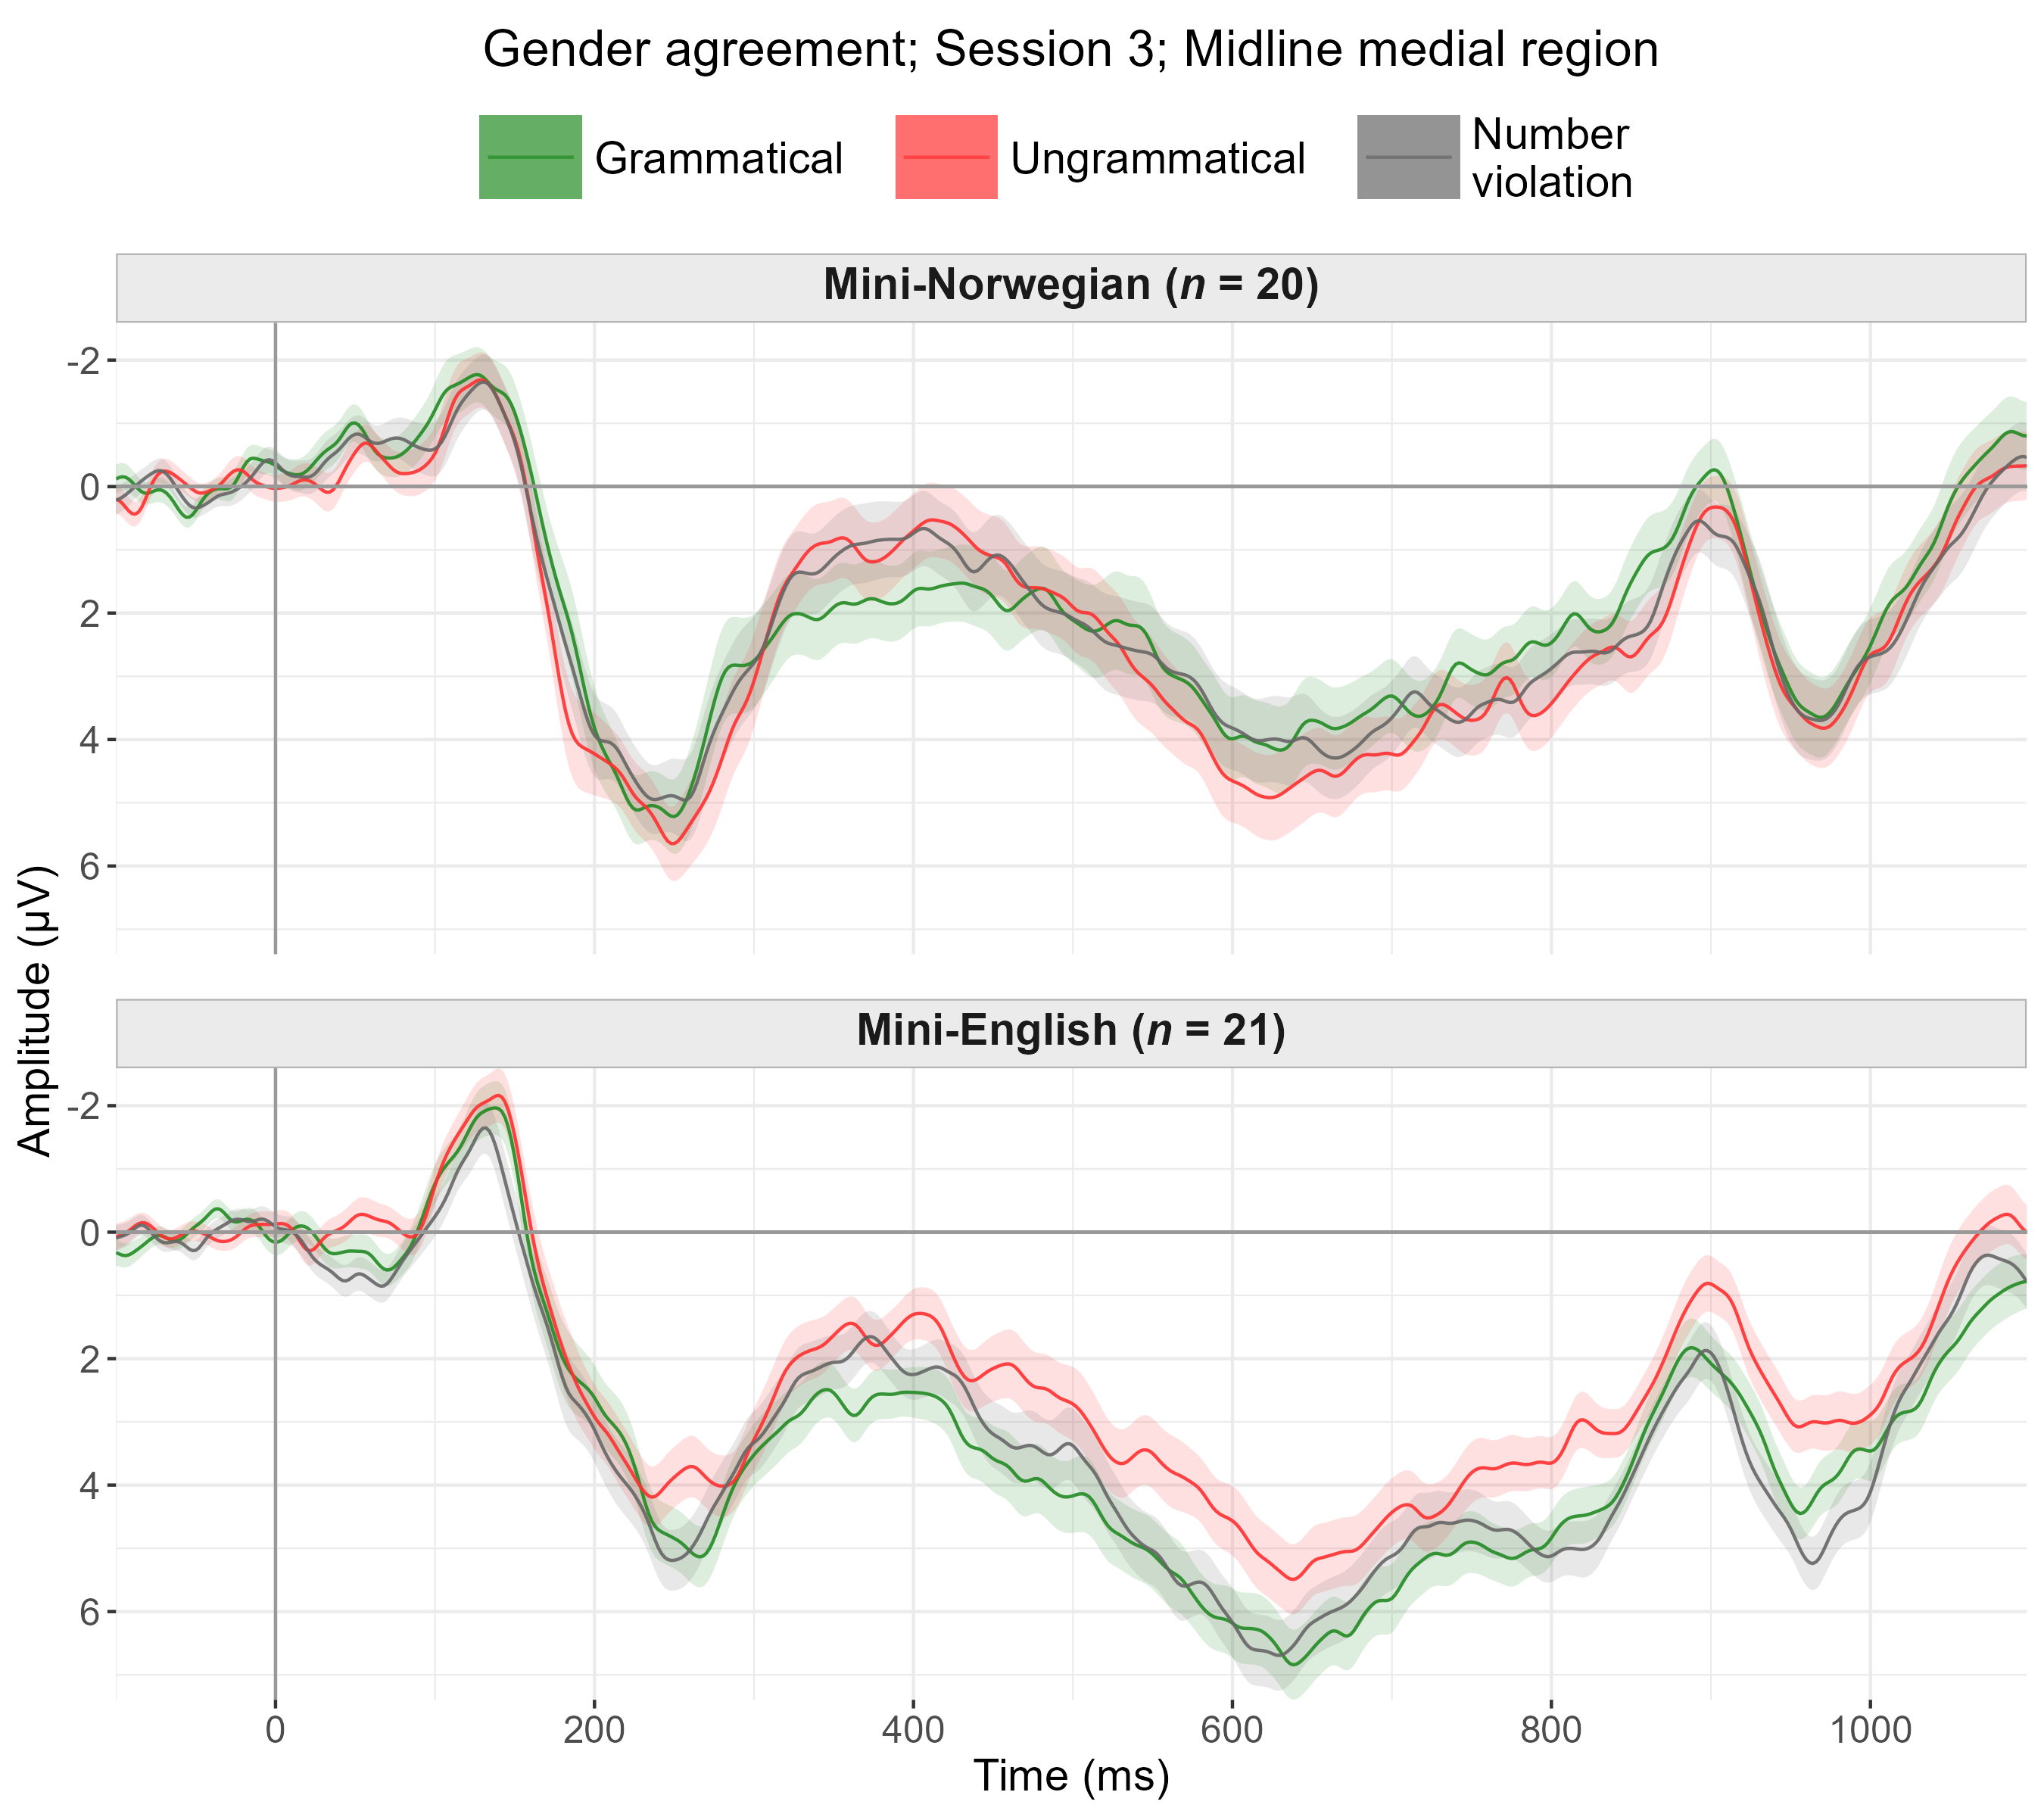 Gender agreement; Session 3; Midline medial region
Grammatical
Ungrammatical
Number
violation
Mini-Norwegian (n = 20)
-2
0
2
4
6
Mini-English (n = 21)
-2
0
2
4
6
Amplitude (µV)
0 200 400 600 800 1000
Time (ms)